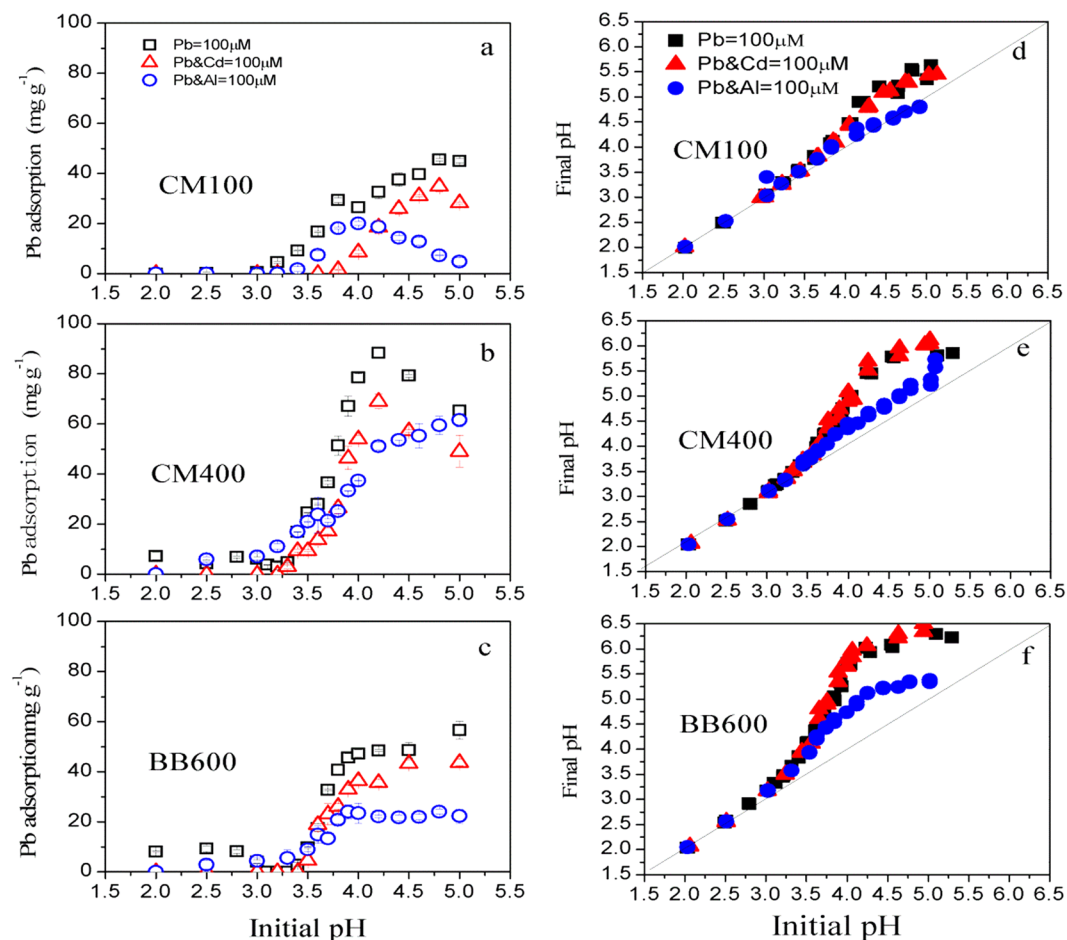 100
80
60
40
20
0
Pb adsorption (mg g-1)
Pb=100μM
Pb&Cd=100μM
Pb&Al=100μM
a
CM100
1.5 2.0 2.5 3.0 3.5 4.0 4.5 5.0 5.5
6.5
6.0
5.5
5.0
4.5
4.0
3.5
3.0
2.5
2.0
1.5
Final pH
Pb=100μM
Pb&Cd=100μM
Pb&Al=100μM
d
CM100
1.5 2.0 2.5 3.0 3.5 4.0 4.5 5.0 5.5 6.0 6.5
100
80
60
40
20
0
Pb adsorption (mg g-1)
b
CM400
1.5 2.0 2.5 3.0 3.5 4.0 4.5 5.0 5.5
6.5
6.0
5.5
5.0
4.5
4.0
3.5
3.0
2.5
2.0
1.5
Final pH
e
CM400
1.5 2.0 2.5 3.0 3.5 4.0 4.5 5.0 5.5 6.0 6.5
100
80
60
40
20
0
Pb adsorptionmg g-1)
c
BB600
1.5 2.0 2.5 3.0 3.5 4.0 4.5 5.0 5.5
Initial pH
6.5
6.0
5.5
5.0
4.5
4.0
3.5
3.0
2.5
2.0
1.5
Final pH
f
BB600
1.5 2.0 2.5 3.0 3.5 4.0 4.5 5.0 5.5 6.0 6.5
Initial pH